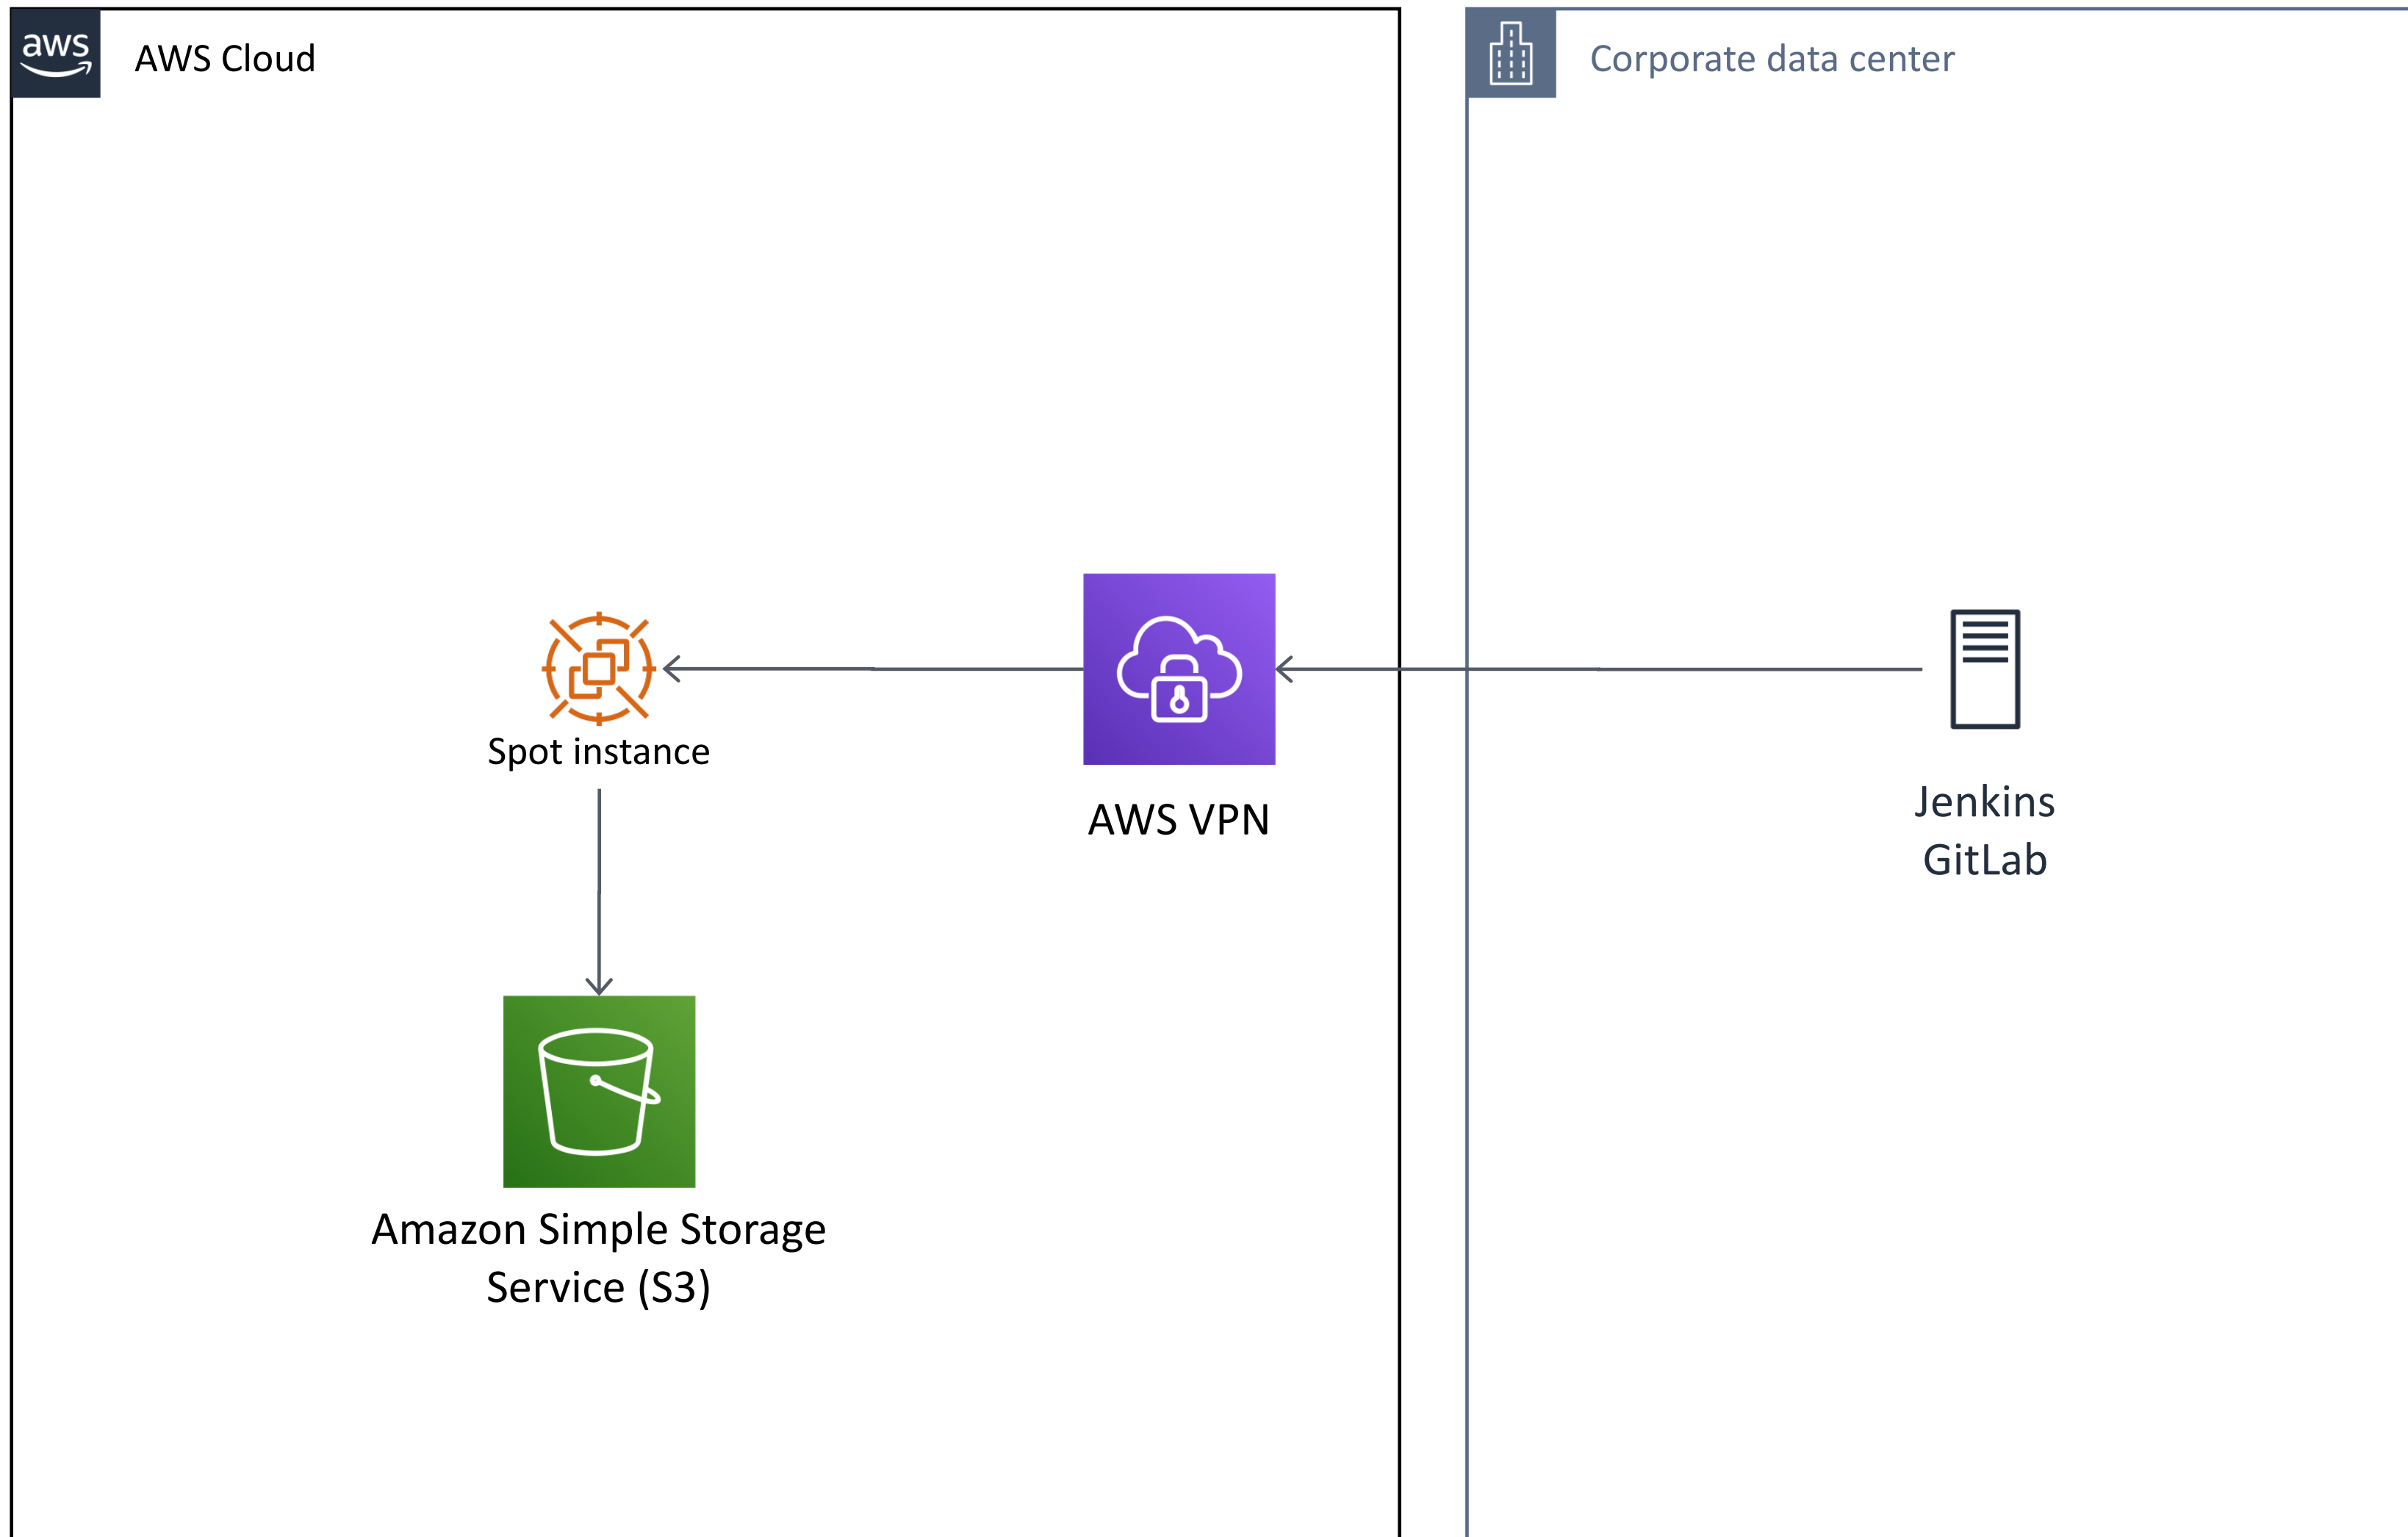 aws
AWS Cloud
Corporate data center
Spot instance
AWS VPN
Jenkins
GitLab
Amazon Simple Storage
Service (S3)